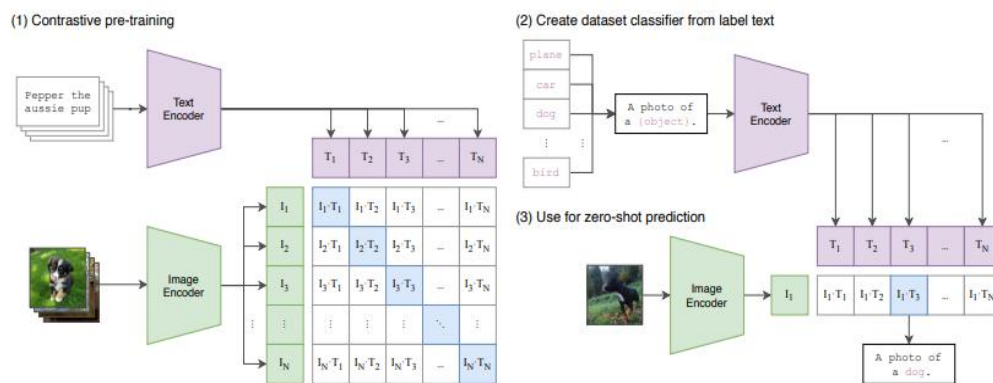 (1) Contrastive pre-training
Pepper the
aussie pup
Text
Encoder
...
T1 T2 T3 ... TN
I1 I1·T1 I1·T2 I1·T3 ... I1·TN
I2 I2·T1 I2·T2 I2·T3 ... I2·TN
I3 I3·T1 I3·T2 I3·T3 ... I3·TN
⋮ ⋮ ⋮ ⋮ ⋱ ⋮
IN IN·T1 IN·T2 IN·T3 ... IN·TN
Image
Encoder
(2) Create dataset classifier from label text
plane
car
dog
⋮ ⋮
bird
A photo of
a {object}.
Text
Encoder
...
(3) Use for zero-shot prediction
Image
Encoder
T1 T2 T3 ... TN
I1 I1·T1 I1·T2 I1·T3 ... I1·TN
A photo of
a dog.